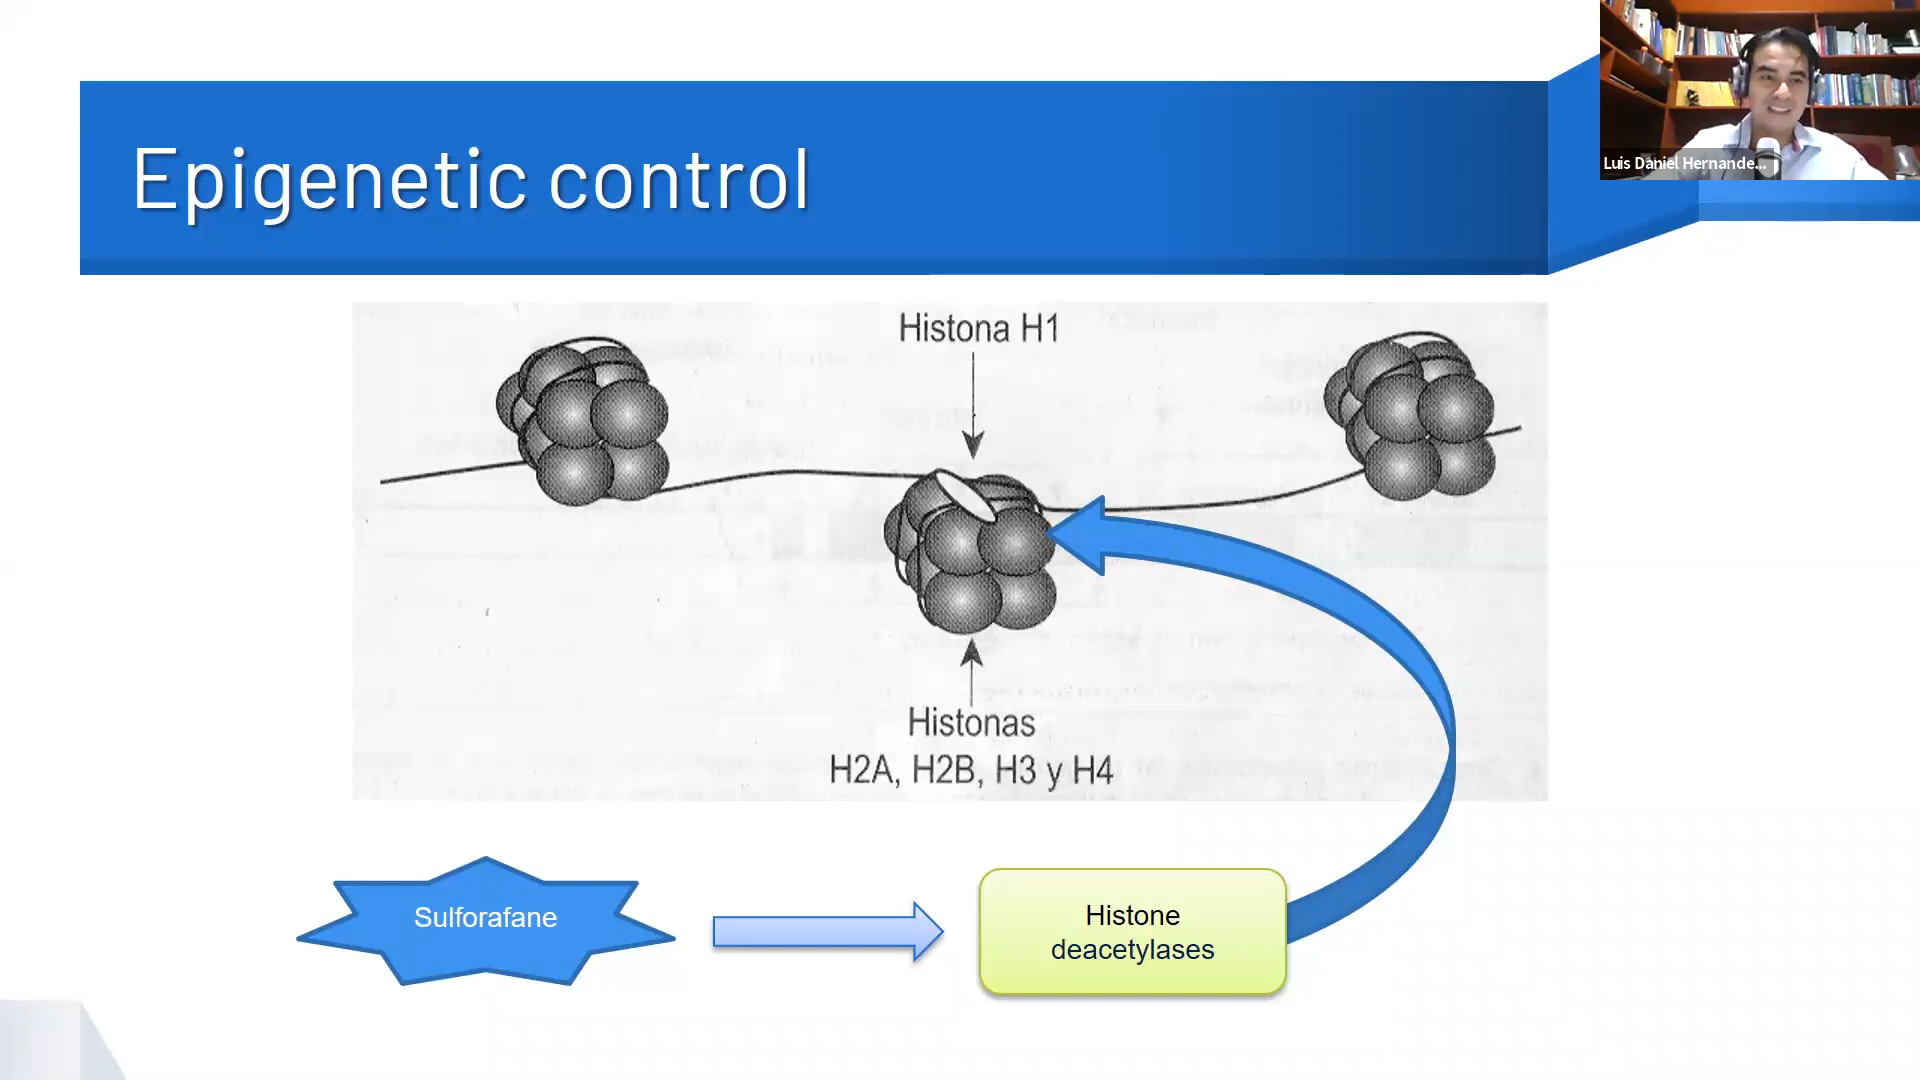 Epigenetic control
Luis Daniel Hernande...
Histona H1
Histonas
H2A, H2B, H3 y H4
Sulforafane
Histone
deacetylases